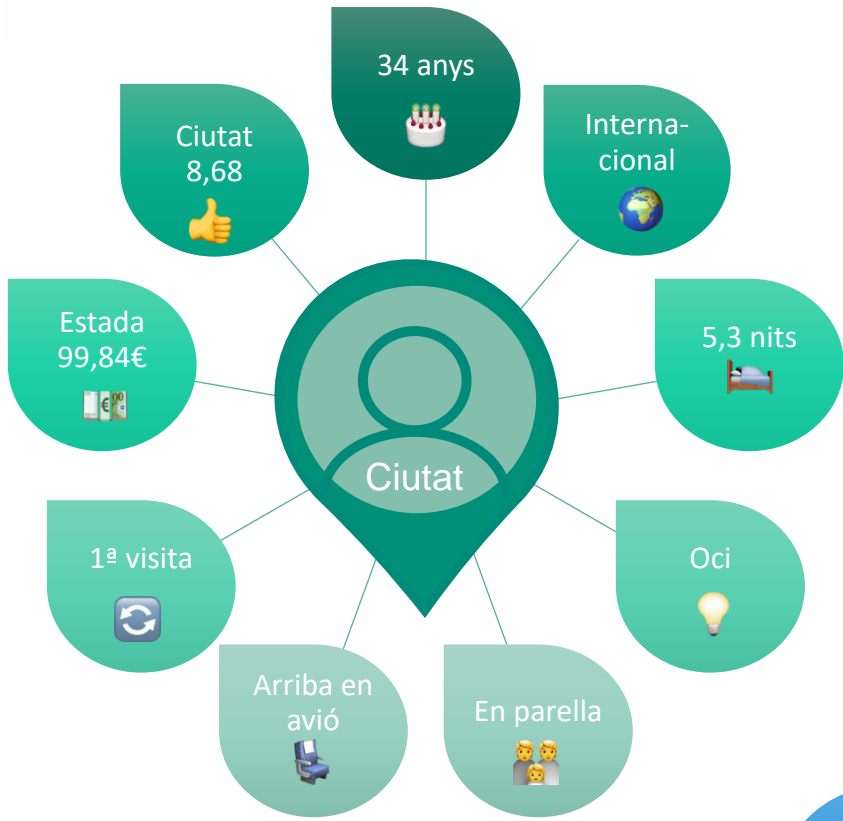 34 anys
Interna-
cional
5,3 nits
Oci
En parella
Arriba en
avió
1ª visita
Estada
99,84€
Ciutat
8,68
Ciutat